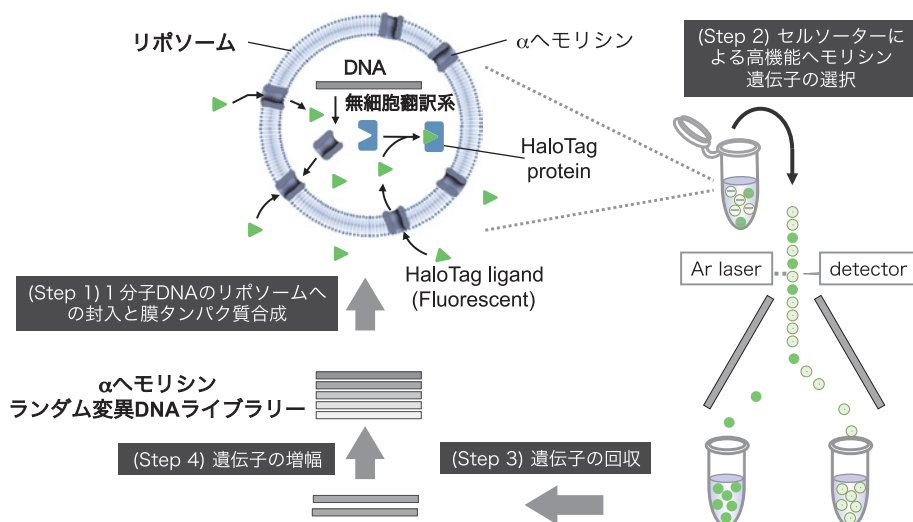 リポソーム
αヘモリシン
DNA
無細胞翻訳系
HaloTag
protein
HaloTag ligand
(Fluorescent)
(Step 2) セルソーターに
よる高機能ヘモリシン
遺伝子の選択
Ar laser
detector
(Step 1) 1 分子DNAのリポソームへ
の封入と膜タンパク質合成
αヘモリシン
ランダム変異DNAライブラリー
(Step 4) 遺伝子の増幅
(Step 3) 遺伝子の回収